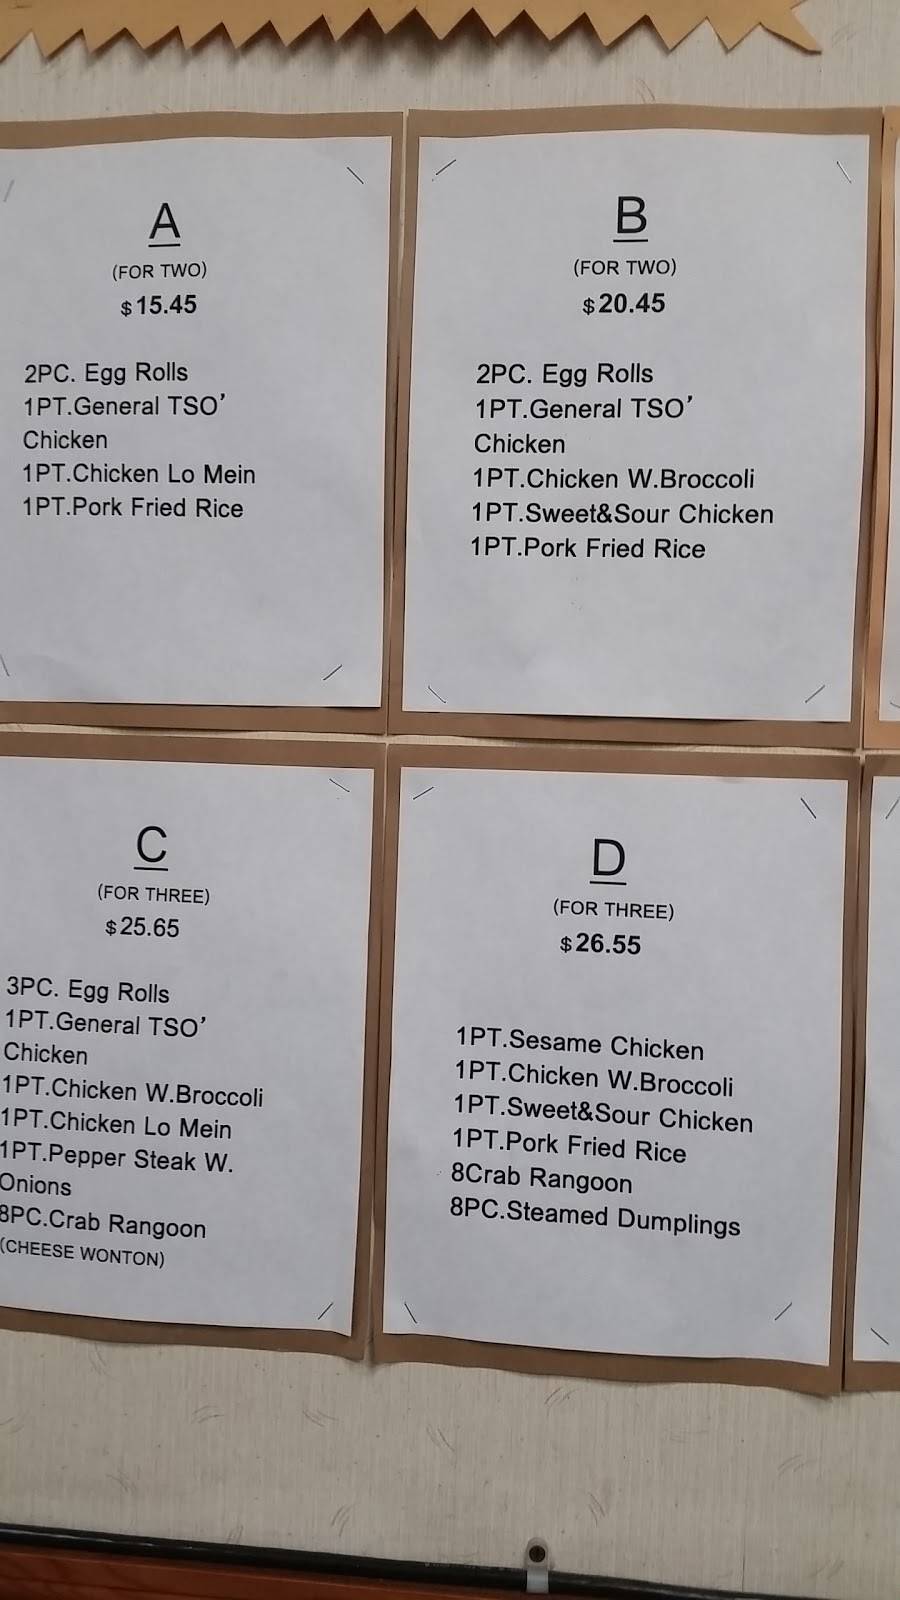 A
(FOR TWO)
$15.45
2PC. Egg Rolls
1PT.General TSO'
Chicken
1PT.Chicken Lo Mein
1PT.Pork Fried Rice
B
(FOR TWO)
$20.45
2PC. Egg Rolls
1PT.General TSO'
Chicken
1PT.Chicken W.Broccoli
1PT.Sweet&Sour Chicken
1PT.Pork Fried Rice
C
(FOR THREE)
$25.65
3PC. Egg Rolls
1PT.General TSO'
Chicken
1PT.Chicken W.Broccoli
1PT.Chicken Lo Mein
1PT.Pepper Steak W.
Onions
8PC.Crab Rangoon
(CHEESE WONTON)
D
(FOR THREE)
$26.55
1PT.Sesame Chicken
1PT.Chicken W.Broccoli
1PT.Sweet&Sour Chicken
1PT.Pork Fried Rice
8Crab Rangoon
8PC.Steamed Dumplings